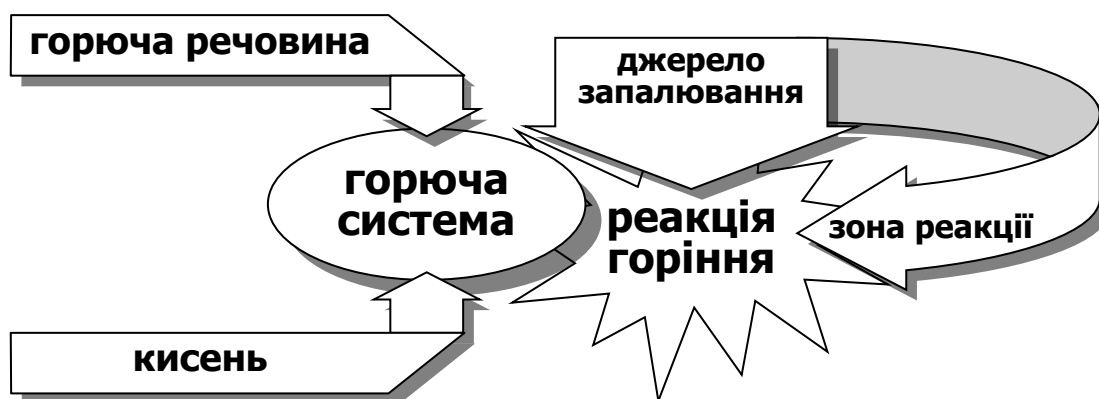 горюча речовина
джерело
запалювання
горюча
система
реакція
горіння
зона реакції
кисень